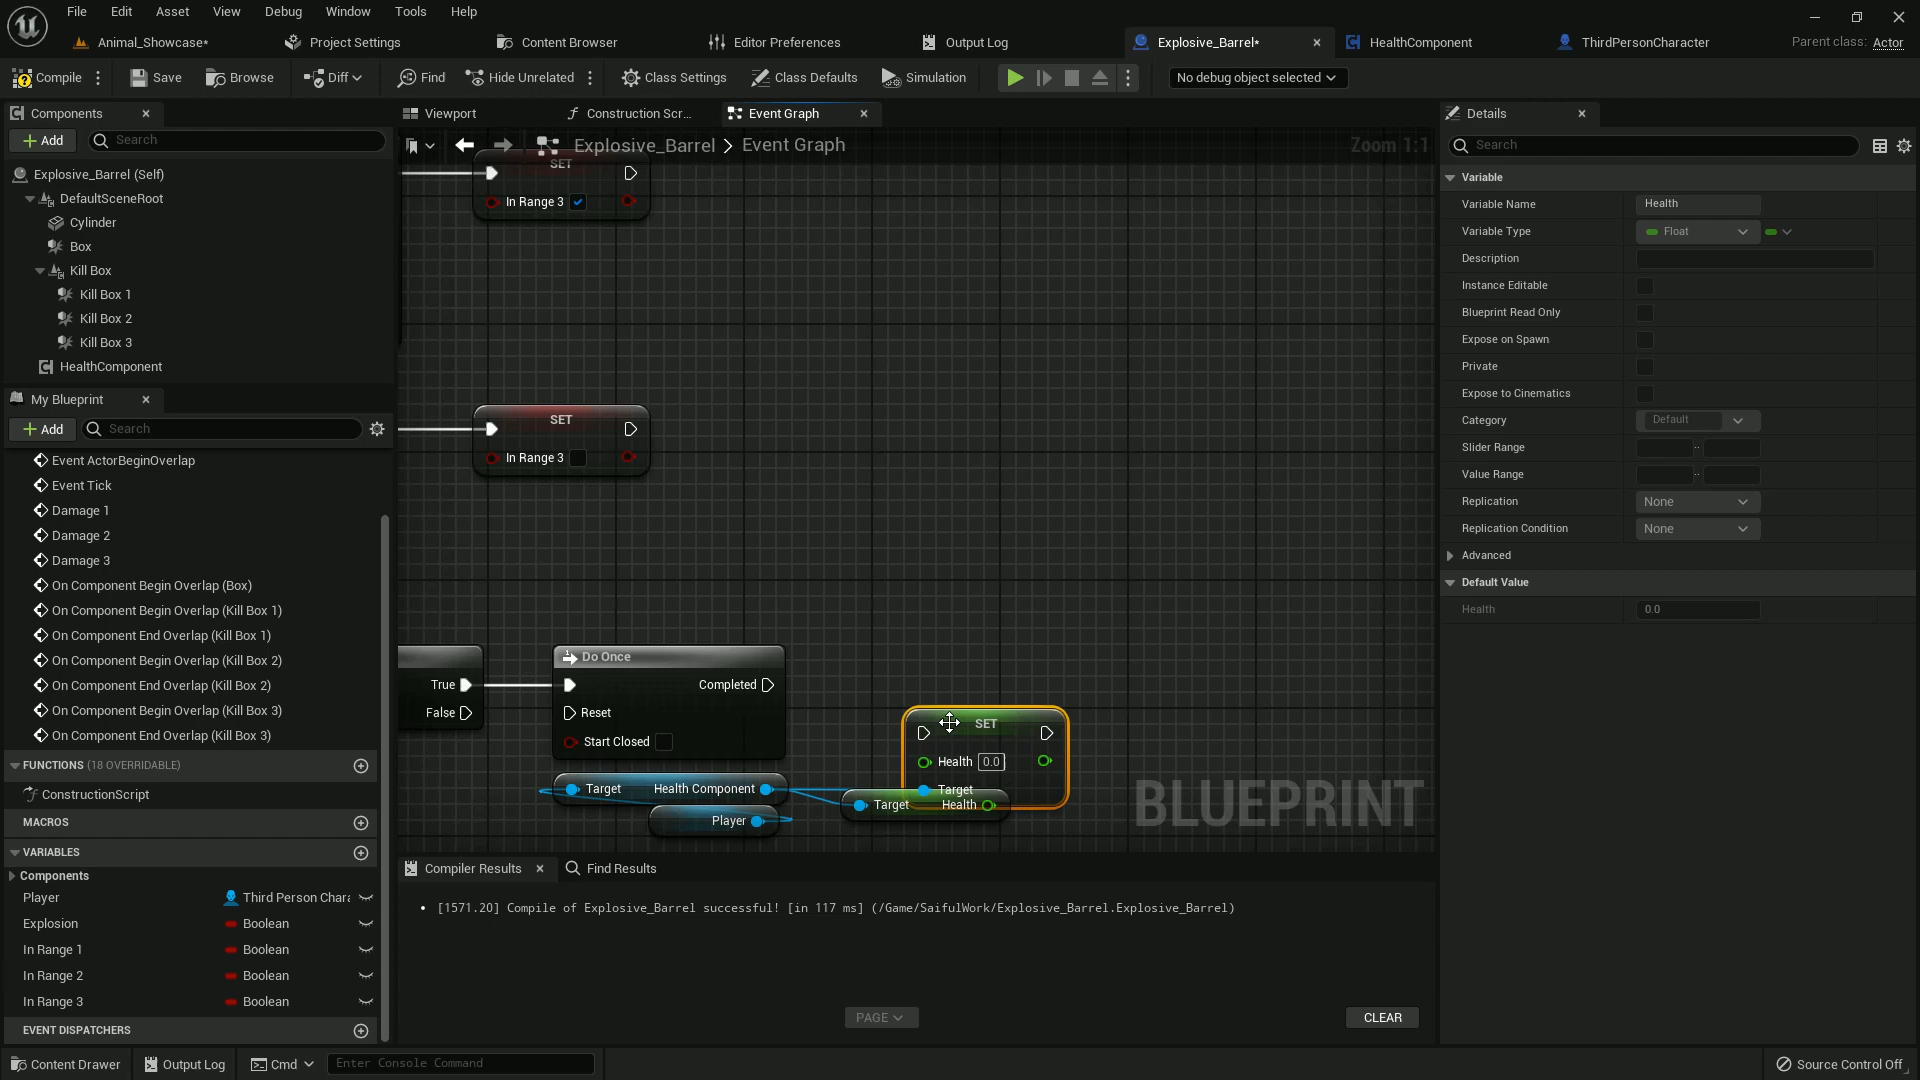 File Edit Asset View Debug Window Tools Help
Animal_Showcase* Project Settings Content Browser Editor Preferences Output Log Explosive_Barrel* HealthComponent ThirdPersonCharacter Parent class: Actor
Compile Save Browse Diff Find Hide Unrelated Class Settings Class Defaults Simulation No debug object selected
Components
Add Search
Explosive_Barrel (Self)
DefaultSceneRoot
Cylinder
Box
Kill Box
Kill Box 1
Kill Box 2
Kill Box 3
HealthComponent
My Blueprint
Add Search
Event ActorBeginOverlap
Event Tick
Damage 1
Damage 2
Damage 3
On Component Begin Overlap (Box)
On Component Begin Overlap (Kill Box 1)
On Component End Overlap (Kill Box 1)
On Component Begin Overlap (Kill Box 2)
On Component End Overlap (Kill Box 2)
On Component Begin Overlap (Kill Box 3)
On Component End Overlap (Kill Box 3)
FUNCTIONS (18 OVERRIDABLE)
ConstructionScript
MACROS
VARIABLES
Components
Player Third Person Chara
Explosion Boolean
In Range 1 Boolean
In Range 2 Boolean
In Range 3 Boolean
EVENT DISPATCHERS
Viewport Construction Scr... Event Graph
Explosive_Barrel > Event Graph Zoom 1:1
SET
In Range 3
SET
In Range 3
True
False
Do Once
Completed
Reset
Start Closed
Target Health Component
Player
SET
Health 0.0
Target
Target Health
BLUEPRINT
Compiler Results Find Results
• [1571.20] Compile of Explosive_Barrel successful! [in 117 ms] (/Game/SaifulWork/Explosive_Barrel.Explosive_Barrel)
PAGE CLEAR
Details
Search
Variable
Variable Name Health
Variable Type Float
Description
Instance Editable
Blueprint Read Only
Expose on Spawn
Private
Expose to Cinematics
Category Default
Slider Range ..
Value Range ..
Replication None
Replication Condition None
Advanced
Default Value
Health 0.0
Content Drawer Output Log Cmd Enter Console Command Source Control Off